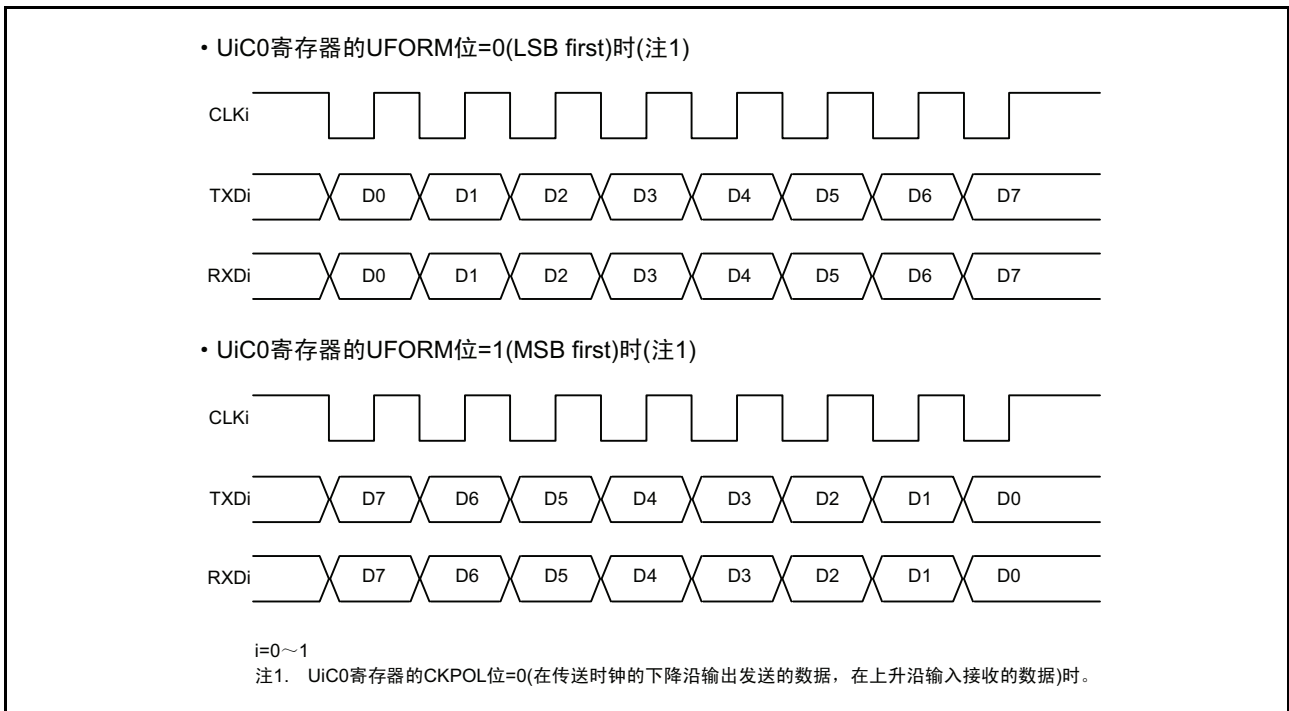 ・UiC0寄存器的UFORM位=0(LSB first)时(注1)
CLKi
TXDi D0 D1 D2 D3 D4 D5 D6 D7
RXDi D0 D1 D2 D3 D4 D5 D6 D7
・UiC0寄存器的UFORM位=1(MSB first)时(注1)
CLKi
TXDi D7 D6 D5 D4 D3 D2 D1 D0
RXDi D7 D6 D5 D4 D3 D2 D1 D0
i=0～1
注1. UiC0寄存器的CKPOL位=0(在传送时钟的下降沿输出发送的数据，在上升沿输入接收的数据)时。